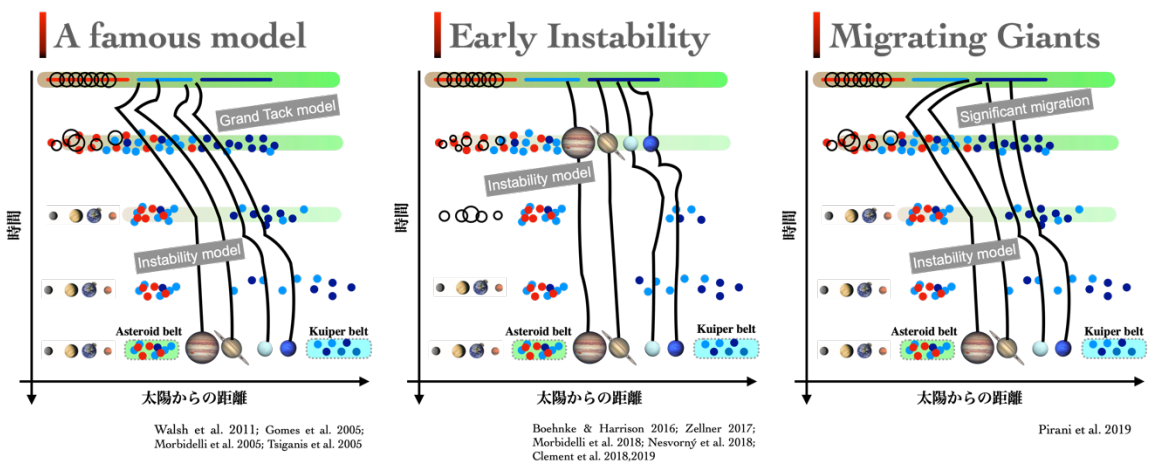 A famous model
Grand Tack model
Instability model
Asteroid belt
Kuiper belt
時間
太陽からの距離
Walsh et al. 2011; Gomes et al. 2005;
Morbidelli et al. 2005; Tsiganis et al. 2005
Early Instability
Instability model
Asteroid belt
Kuiper belt
時間
太陽からの距離
Boehnke & Harrison 2016; Zellner 2017;
Morbidelli et al. 2018; Nesvorný et al. 2018;
Clement et al. 2018,2019
Migrating Giants
Significant migration
Instability model
Asteroid belt
Kuiper belt
時間
太陽からの距離
Pirani et al. 2019